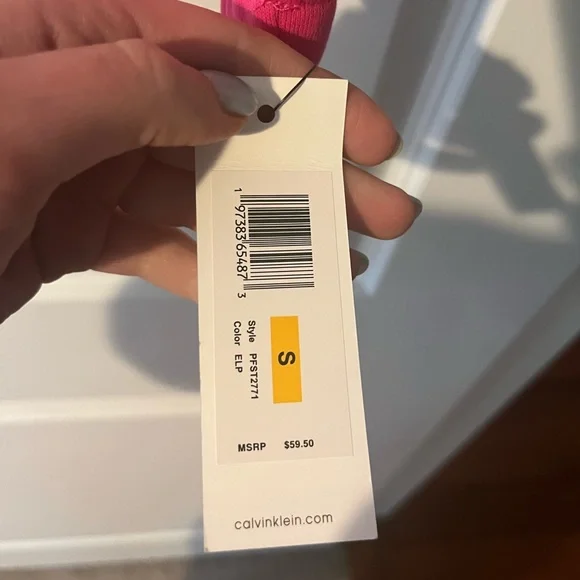 1 97383 65487 3
S
Style PFST2771
Color ELP
MSRP $59.50
calvinklein.com